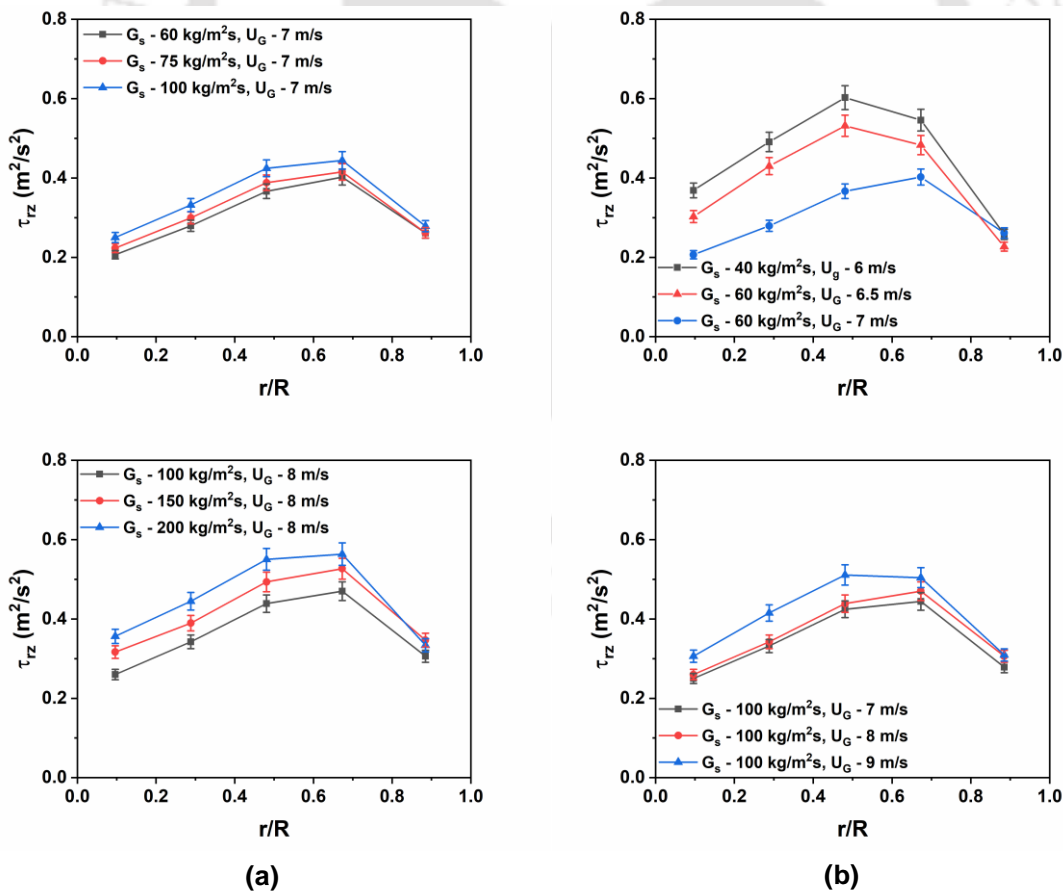 0.8
G_s - 60 kg/m²s, U_G - 7 m/s
G_s - 75 kg/m²s, U_G - 7 m/s
G_s - 100 kg/m²s, U_G - 7 m/s
0.6
0.4
0.2
0.0
τ_rz (m²/s²)
0.0 0.2 0.4 0.6 0.8 1.0
r/R
0.8
0.6
0.4
0.2
0.0
τ_rz (m²/s²)
G_s - 40 kg/m²s, U_g - 6 m/s
G_s - 60 kg/m²s, U_G - 6.5 m/s
G_s - 60 kg/m²s, U_G - 7 m/s
0.0 0.2 0.4 0.6 0.8 1.0
r/R
0.8
G_s - 100 kg/m²s, U_G - 8 m/s
G_s - 150 kg/m²s, U_G - 8 m/s
G_s - 200 kg/m²s, U_G - 8 m/s
0.6
0.4
0.2
0.0
τ_rz (m²/s²)
0.0 0.2 0.4 0.6 0.8 1.0
r/R
(a)
0.8
0.6
0.4
0.2
0.0
τ_rz (m²/s²)
G_s - 100 kg/m²s, U_G - 7 m/s
G_s - 100 kg/m²s, U_G - 8 m/s
G_s - 100 kg/m²s, U_G - 9 m/s
0.0 0.2 0.4 0.6 0.8 1.0
r/R
(b)